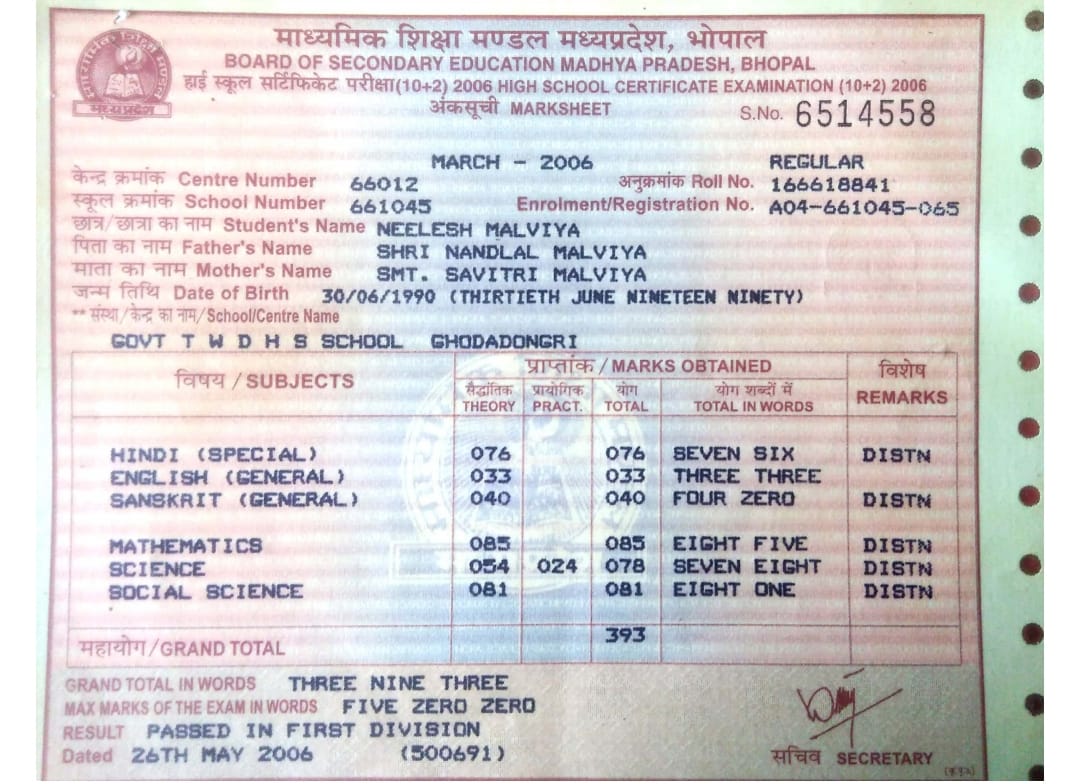 माध्यमिक शिक्षा मण्डल मध्यप्रदेश, भोपाल
BOARD OF SECONDARY EDUCATION MADHYA PRADESH, BHOPAL
हाई स्कूल सर्टिफिकेट परीक्षा(10+2) 2006 HIGH SCHOOL CERTIFICATE EXAMINATION (10+2) 2006
अंकसूची MARKSHEET
S.No. 6514558
मध्यप्रदेश
MARCH - 2006 REGULAR
केन्द्र क्रमांक Centre Number 66012 अनुक्रमांक Roll No. 166618841
स्कूल क्रमांक School Number 661045 Enrolment/Registration No. A04-661045-065
छात्र/छात्रा का नाम Student's Name NEELESH MALVIYA
पिता का नाम Father's Name SHRI NANDLAL MALVIYA
माता का नाम Mother's Name SMT. SAVITRI MALVIYA
जन्म तिथि Date of Birth 30/06/1990 (THIRTIETH JUNE NINETEEN NINETY)
** संस्था/केन्द्र का नाम/School/Centre Name
GOVT T W D H S SCHOOL GHODADONGRI
विषय / SUBJECTS प्राप्तांक / MARKS OBTAINED विशेष REMARKS
सैद्धांतिक THEORY प्रायोगिक PRACT. योग TOTAL योग शब्दों में TOTAL IN WORDS
HINDI (SPECIAL) 076 076 SEVEN SIX DISTN
ENGLISH (GENERAL) 033 033 THREE THREE
SANSKRIT (GENERAL) 040 040 FOUR ZERO DISTN
MATHEMATICS 085 085 EIGHT FIVE DISTN
SCIENCE 054 024 078 SEVEN EIGHT DISTN
SOCIAL SCIENCE 081 081 EIGHT ONE DISTN
महायोग/GRAND TOTAL 393
GRAND TOTAL IN WORDS THREE NINE THREE
MAX MARKS OF THE EXAM IN WORDS FIVE ZERO ZERO
RESULT PASSED IN FIRST DIVISION
Dated 26TH MAY 2006 (500691)
सचिव SECRETARY